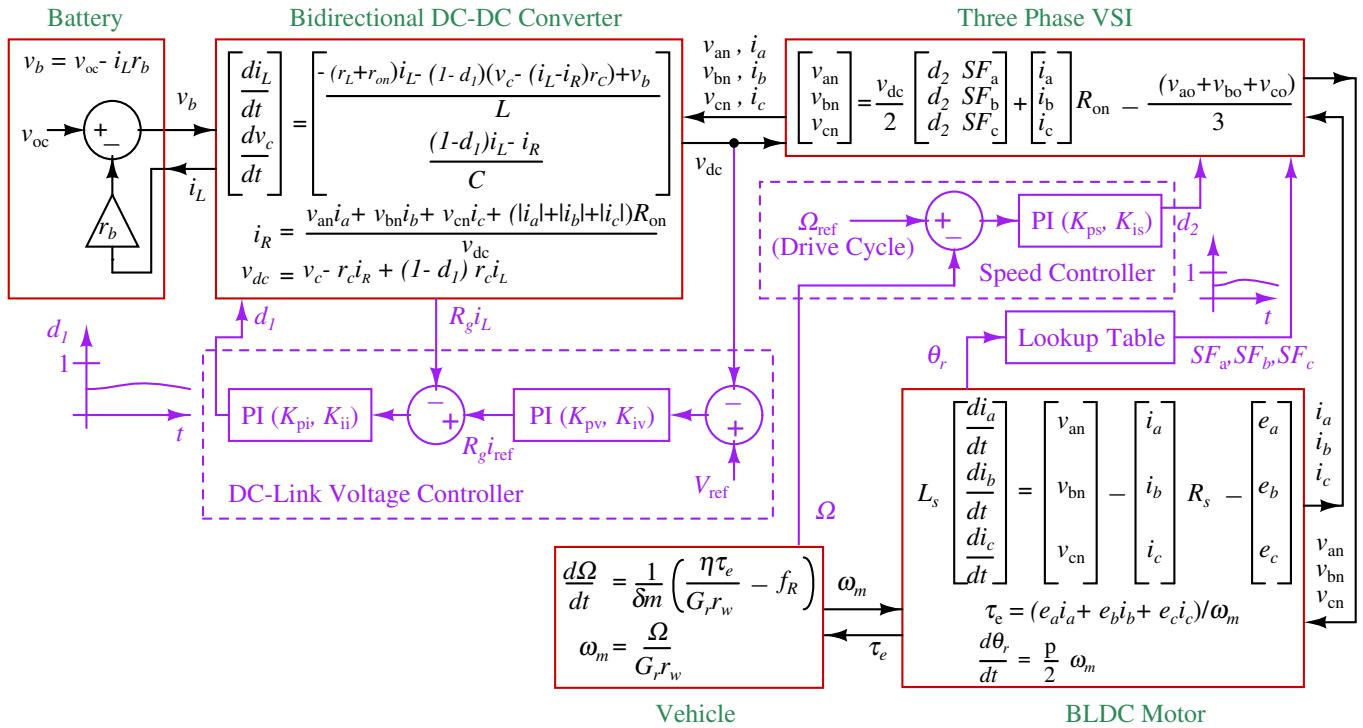 Battery
v_b = v_oc - i_L r_b
v_oc
+
−
v_b
i_L
r_b
Bidirectional DC-DC Converter
[di_L/dt; dv_c/dt] = [(- (r_L+r_on)i_L - (1- d_1)(v_c - (i_L-i_R)r_C)+v_b)/L; ((1-d_1)i_L - i_R)/C]
i_R = (v_an i_a + v_bn i_b + v_cn i_c + (|i_a|+|i_b|+|i_c|)R_on)/v_dc
v_dc = v_c - r_c i_R + (1- d_1) r_c i_L
v_an , i_a
v_bn , i_b
v_cn , i_c
v_dc
Three Phase VSI
[v_an; v_bn; v_cn] = v_dc/2 [d_2 SF_a; d_2 SF_b; d_2 SF_c] + [i_a; i_b; i_c] R_on − (v_ao+v_bo+v_co)/3
Ω_ref
(Drive Cycle)
+
−
PI (K_ps, K_is)
d_2
Speed Controller
1
t
Lookup Table
θ_r
SF_a,SF_b,SF_c
d_1
1
t
d_1
R_g i_L
PI (K_pi, K_ii)
−
+
R_g i_ref
PI (K_pv, K_iv)
−
+
V_ref
DC-Link Voltage Controller
Ω
L_s [di_a/dt; di_b/dt; di_c/dt] = [v_an; v_bn; v_cn] − [i_a; i_b; i_c] R_s − [e_a; e_b; e_c]
τ_e = (e_a i_a + e_b i_b + e_c i_c)/ω_m
dθ_r/dt = p/2 ω_m
BLDC Motor
i_a
i_b
i_c
v_an
v_bn
v_cn
dΩ/dt = 1/δm (ητ_e/G_r r_w − f_R)
ω_m = Ω/G_r r_w
Vehicle
ω_m
τ_e